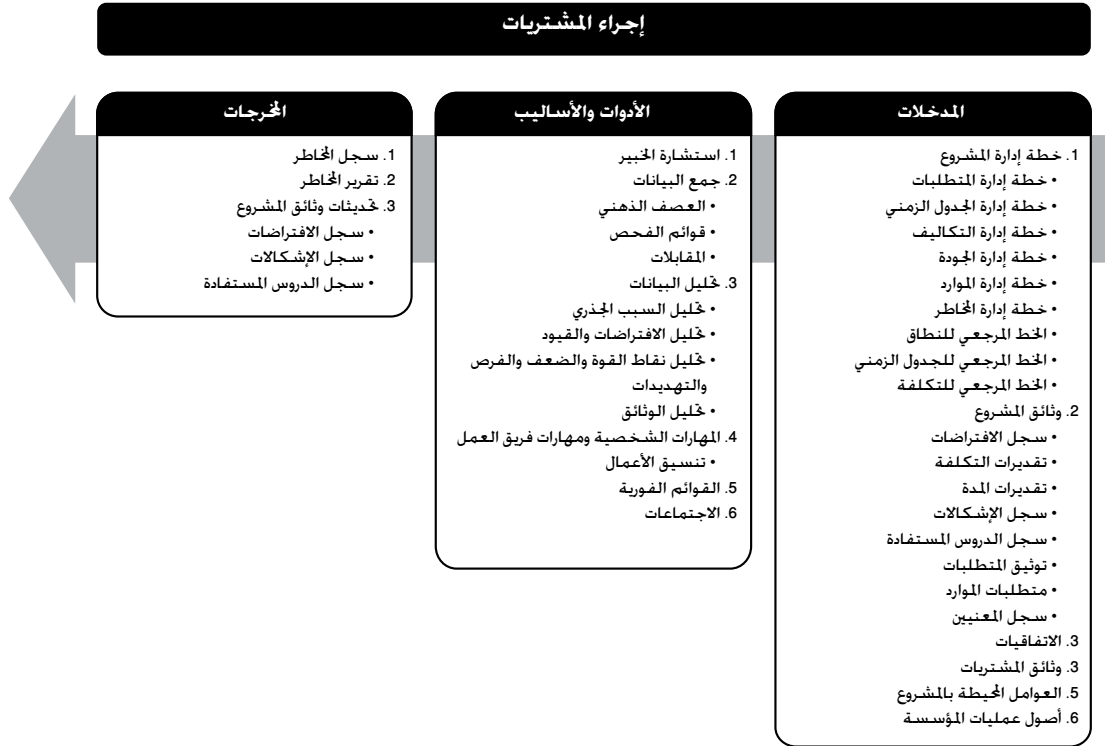 إجراء المشتريات
المدخلات
1. خطة إدارة المشروع
• خطة إدارة المتطلبات
• خطة إدارة الجدول الزمني
• خطة إدارة التكاليف
• خطة إدارة الجودة
• خطة إدارة الموارد
• خطة إدارة المخاطر
• الخط المرجعي للنطاق
• الخط المرجعي للجدول الزمني
• الخط المرجعي للتكلفة
2. وثائق المشروع
• سجل الافتراضات
• تقديرات التكلفة
• تقديرات المدة
• سجل الإشكالات
• سجل الدروس المستفادة
• توثيق المتطلبات
• متطلبات الموارد
• سجل المعنيين
3. الاتفاقيات
3. وثائق المشتريات
5. العوامل المحيطة بالمشروع
6. أصول عمليات المؤسسة
الأدوات والأساليب
1. استشارة الخبير
2. جمع البيانات
• العصف الذهني
• قوائم الفحص
• المقابلات
3. تحليل البيانات
• تحليل السبب الجذري
• تحليل الافتراضات والقيود
• تحليل نقاط القوة والضعف والفرص
والتهديدات
• تحليل الوثائق
4. المهارات الشخصية ومهارات فريق العمل
• تنسيق الأعمال
5. القوائم الفورية
6. الاجتماعات
المخرجات
1. سجل المخاطر
2. تقرير المخاطر
3. تحديثات وثائق المشروع
• سجل الافتراضات
• سجل الإشكالات
• سجل الدروس المستفادة